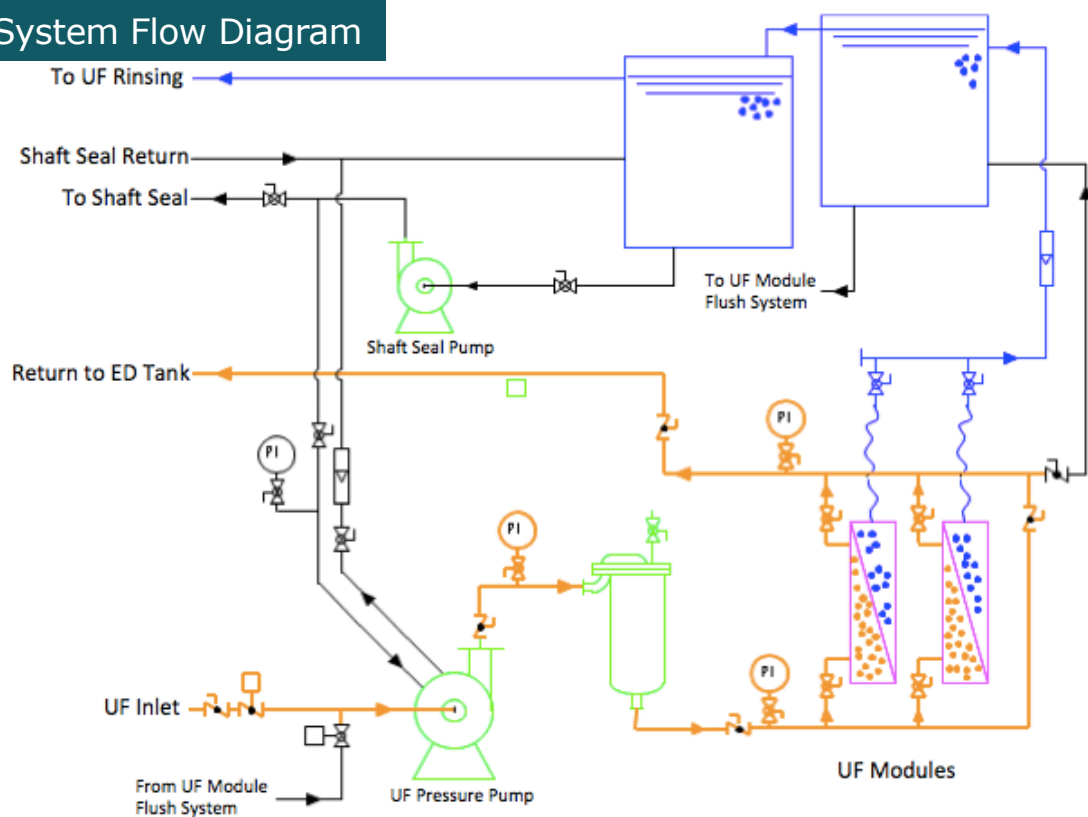 System Flow Diagram
To UF Rinsing
Shaft Seal Return
To Shaft Seal
To UF Module
Flush System
Shaft Seal Pump
Return to ED Tank
PI
PI
PI
PI
UF Inlet
UF Modules
From UF Module
Flush System
UF Pressure Pump